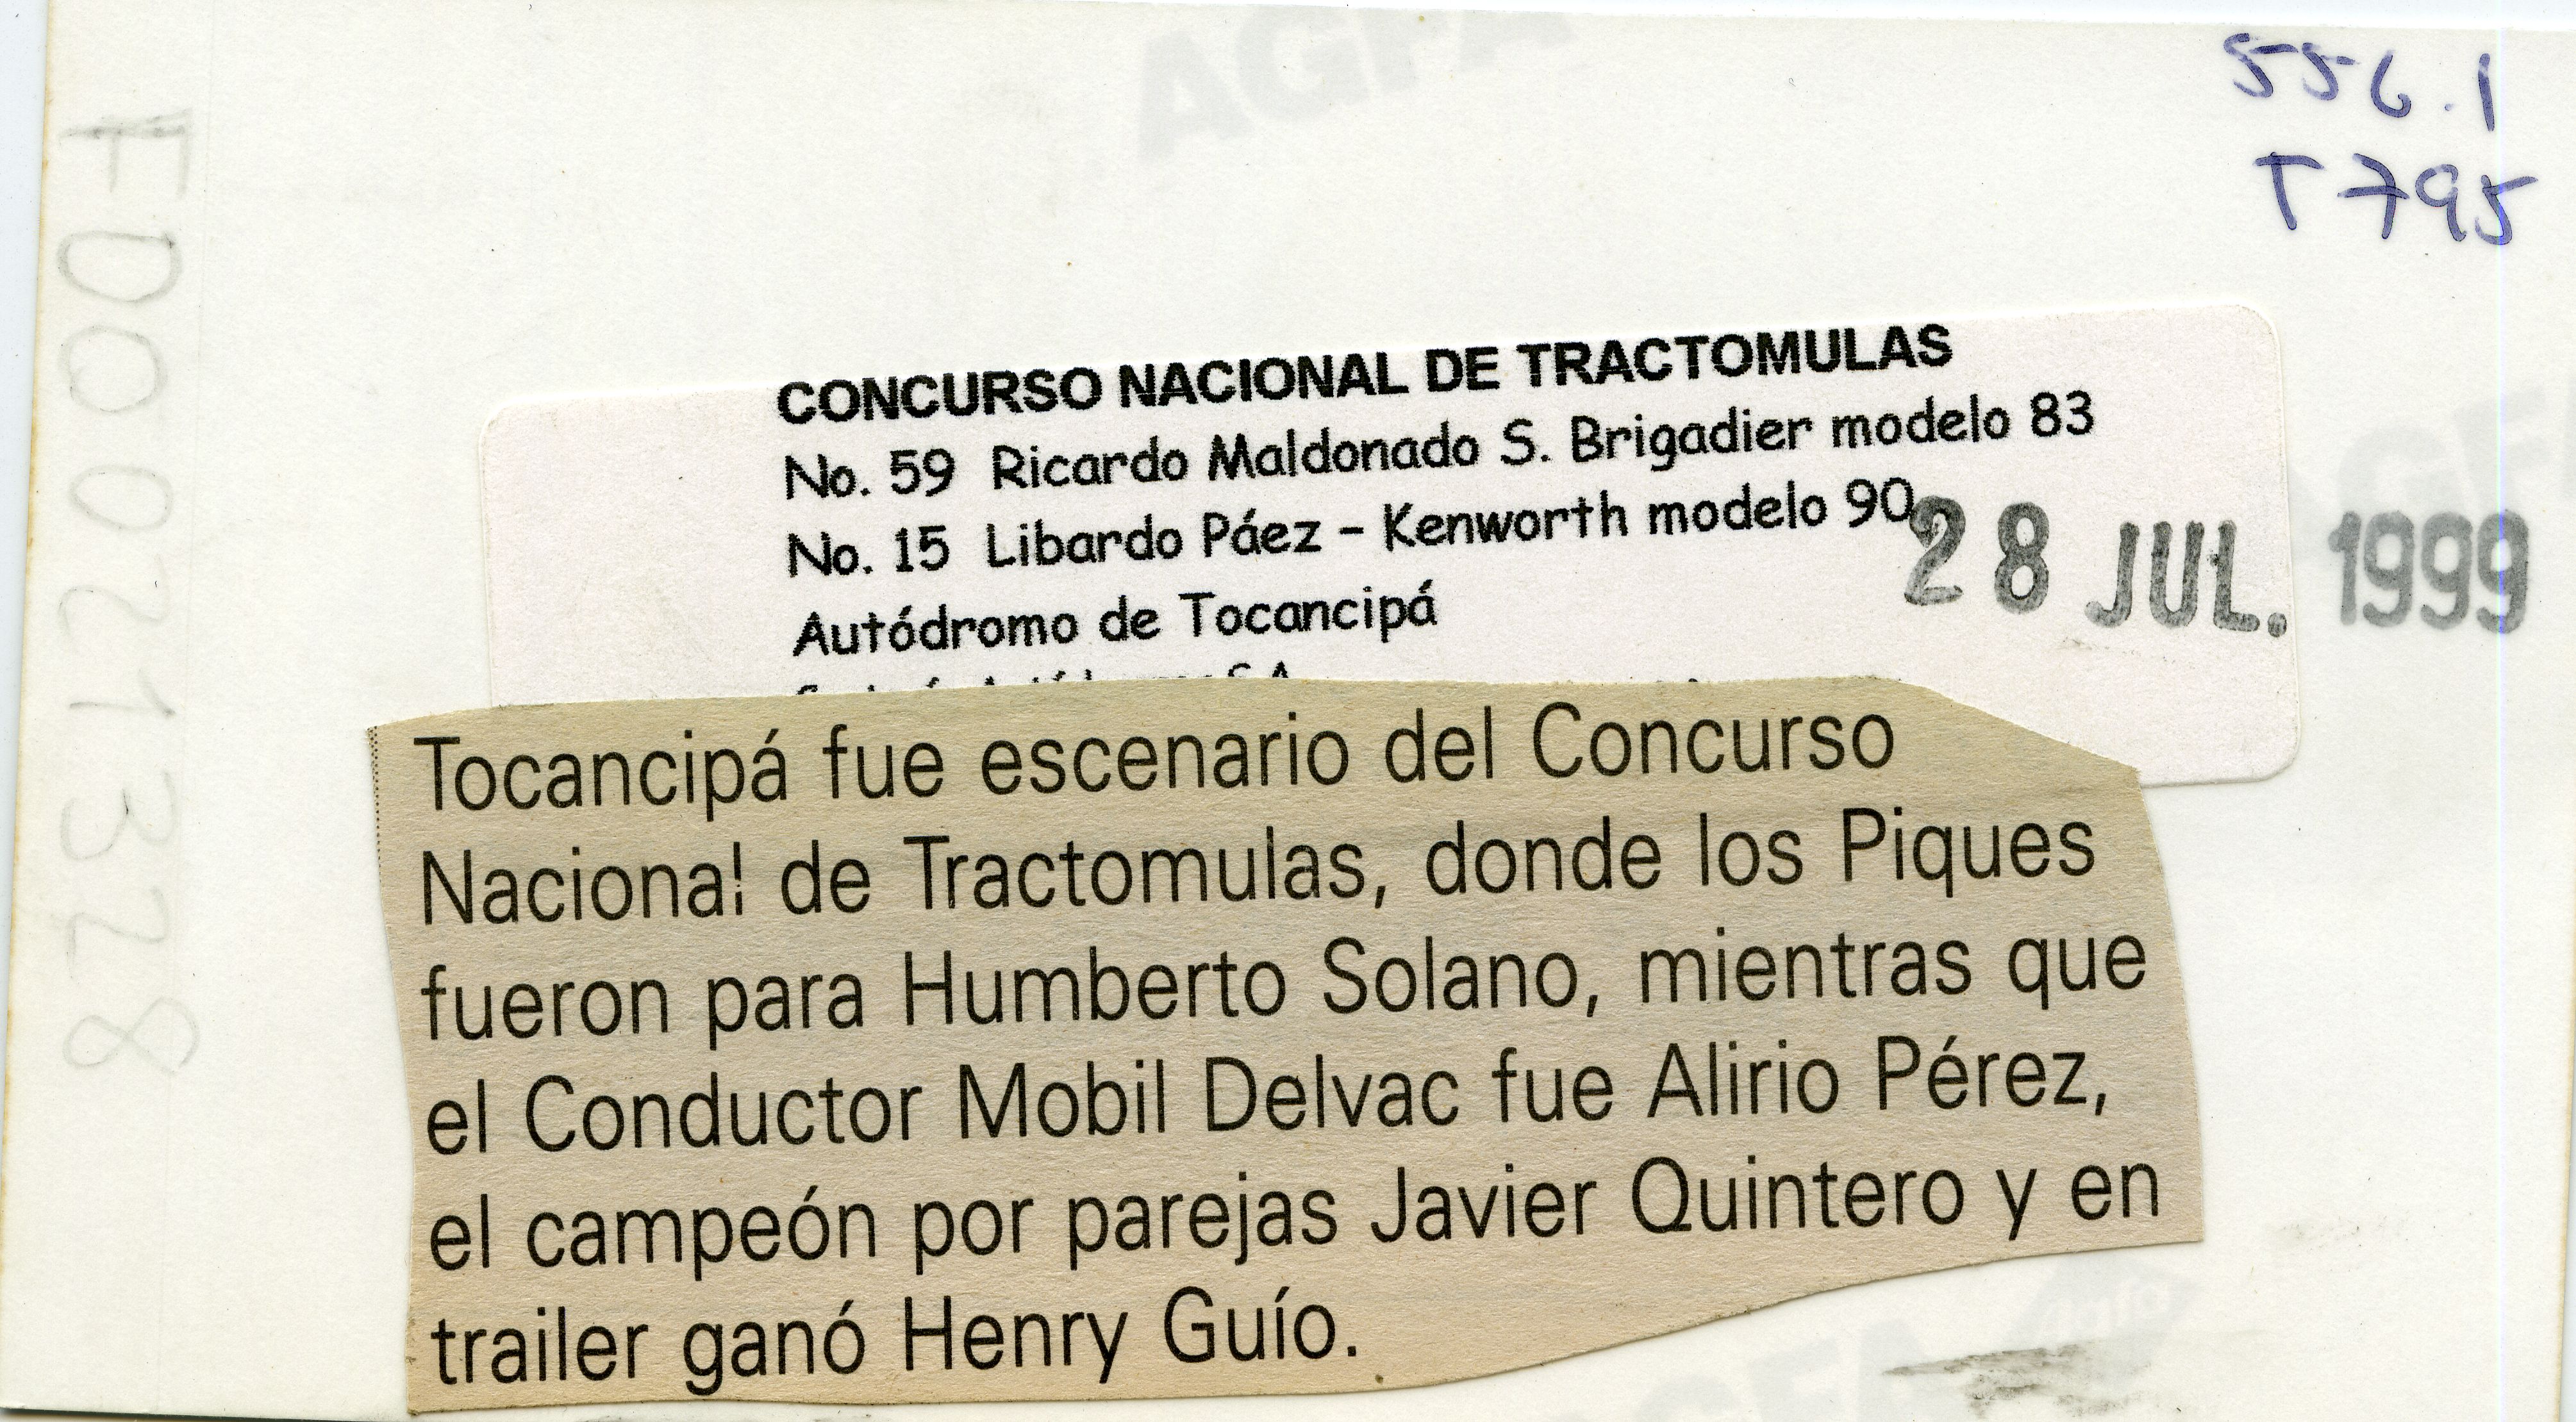 AGFA
556.1
T795
F0021328
CONCURSO NACIONAL DE TRACTOMULAS
No. 59 Ricardo Maldonado S. Brigadier modelo 83
No. 15 Libardo Páez – Kenworth modelo 90
28 JUL. 1999
Autódromo de Tocancipá
Tocancipá fue escenario del Concurso
Nacional de Tractomulas, donde los Piques
fueron para Humberto Solano, mientras que
el Conductor Mobil Delvac fue Alirio Pérez,
el campeón por parejas Javier Quintero y en
trailer ganó Henry Guío.